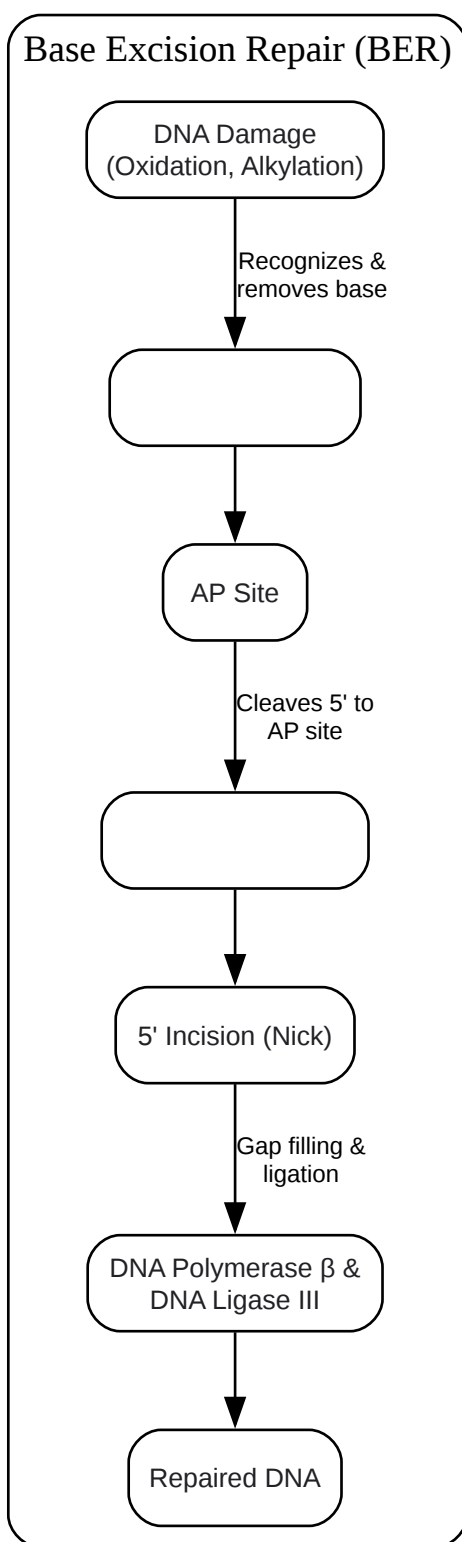 Base Excision Repair (BER)
DNA Damage
(Oxidation, Alkylation)
Recognizes &
removes base
AP Site
Cleaves 5' to
AP site
5' Incision (Nick)
Gap filling &
ligation
DNA Polymerase β &
DNA Ligase III
Repaired DNA